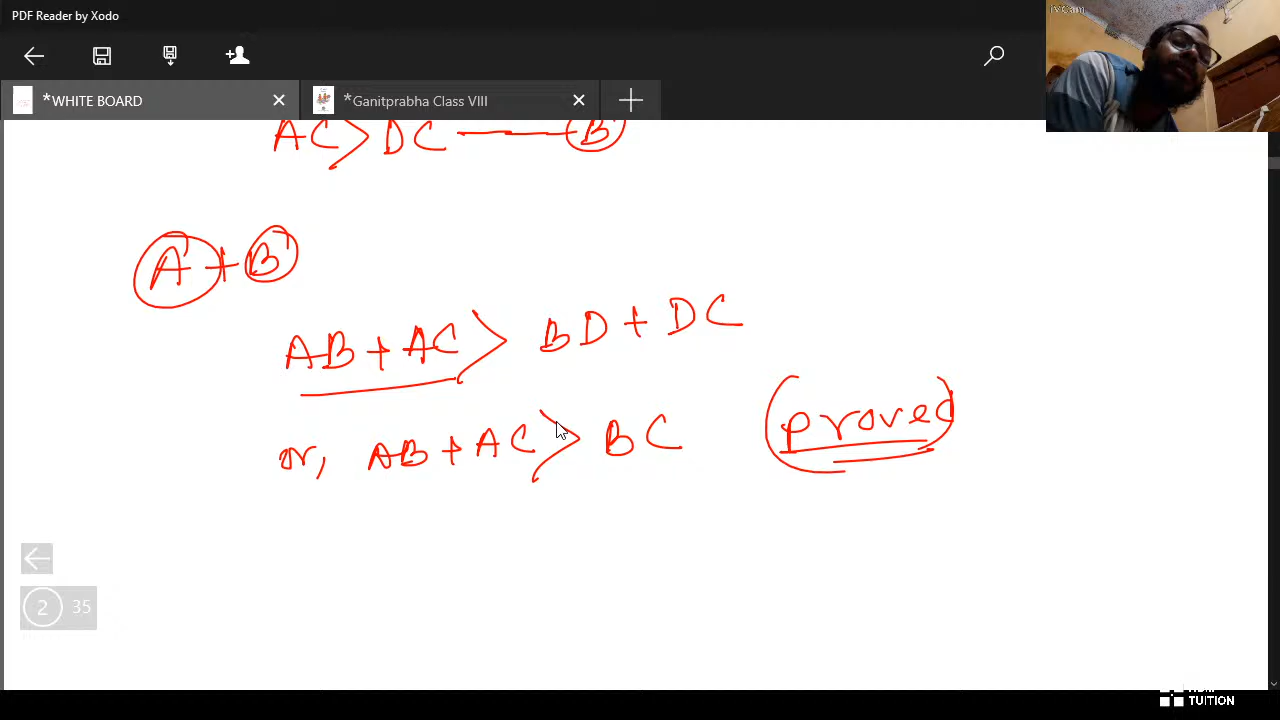 PDF Reader by Xodo
iVCam
*WHITE BOARD
*Ganitprabha Class VIII
AC > DC — B
A + B
AB + AC > BD + DC
or, AB + AC > BC (proved)
2 35
TUITION